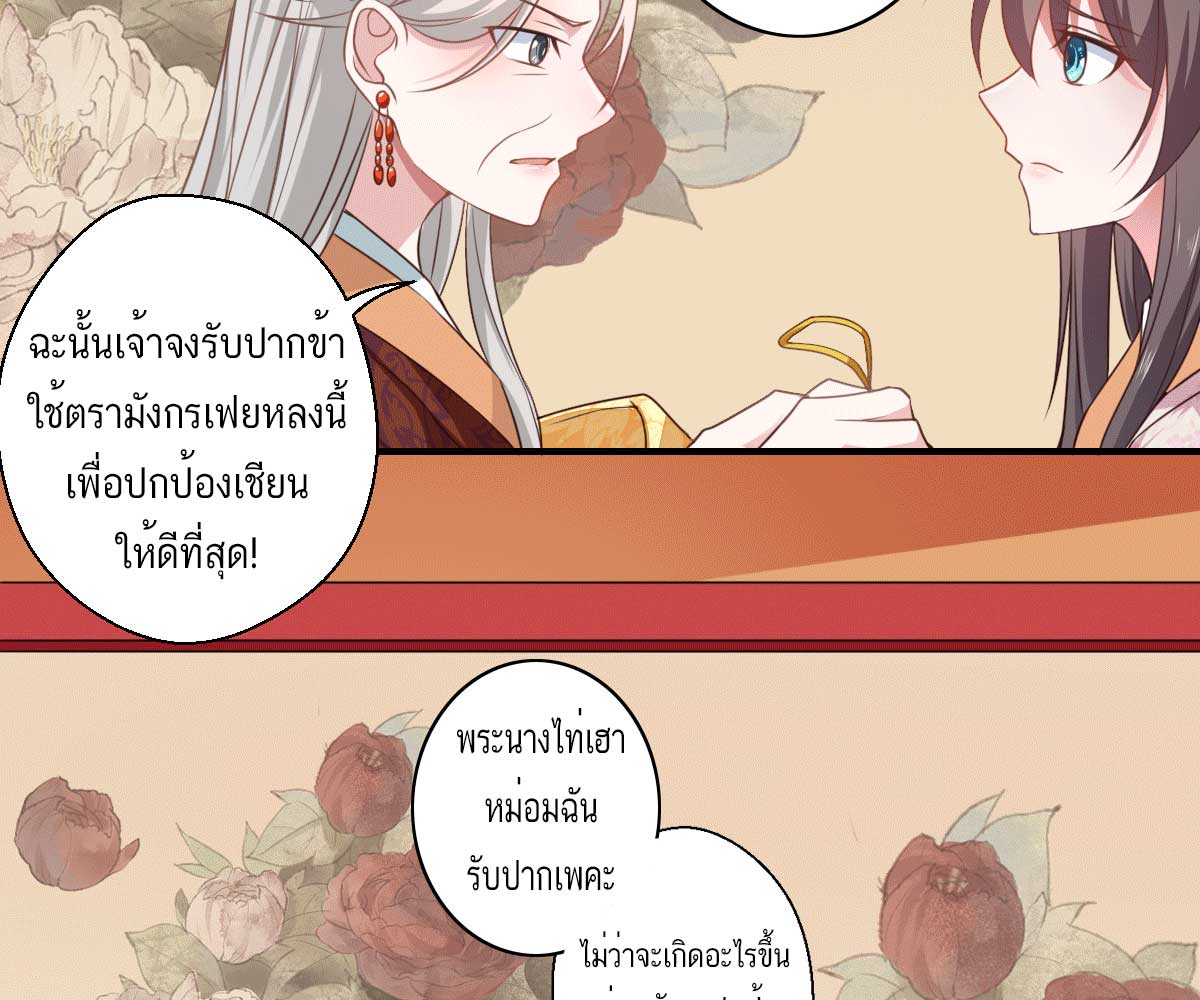 ฉะนั้นเจ้าจงรับปากข้า
ใช้ตรามังกรเฟยหลงนี้
เพื่อปกป้องเชียน
ให้ดีที่สุด!
พระนางไท่เฮา
หม่อมฉัน
รับปากเพคะ
ไม่ว่าจะเกิดอะไรขึ้น